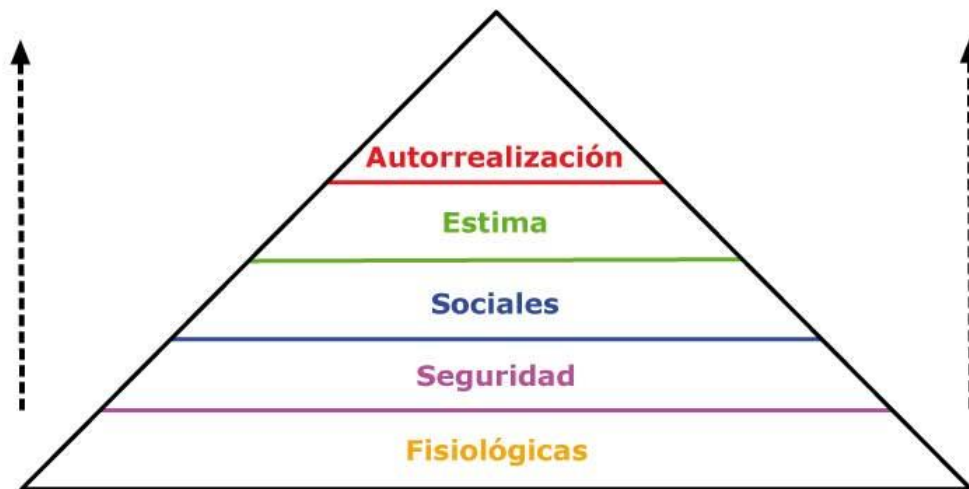 Autorrealización
Estima
Sociales
Seguridad
Fisiológicas